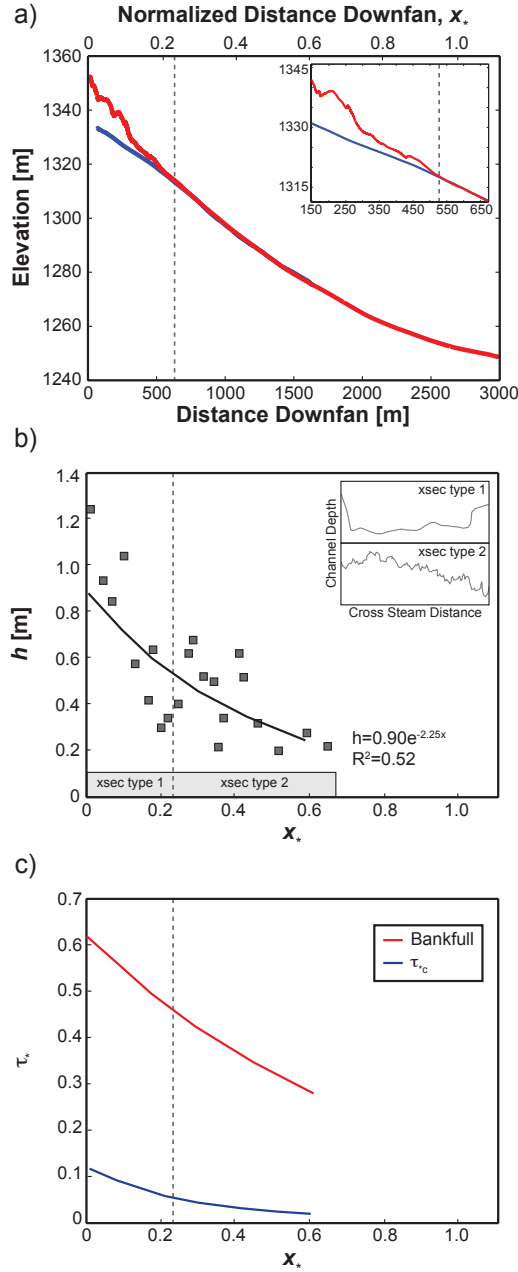 a)
Normalized Distance Downfan, x*
0 0.2 0.4 0.6 0.8 1.0
1360
1340
1320
1300
1280
1260
1240
Elevation [m]
1345
1330
1315
150 250 350 450 550 650
0 500 1000 1500 2000 2500 3000
Distance Downfan [m]
b)
1.4
1.2
1.0
0.8
0.6
0.4
0.2
0
h [m]
xsec type 1
xsec type 2
Channel Depth
Cross Steam Distance
h=0.90e-2.25x
R2=0.52
xsec type 1 xsec type 2
0 0.2 0.4 0.6 0.8 1.0
x*
c)
0.7
0.6
0.5
0.4
0.3
0.2
0.1
0
τ*
Bankfull
τ*c
0 0.2 0.4 0.6 0.8 1.0
x*